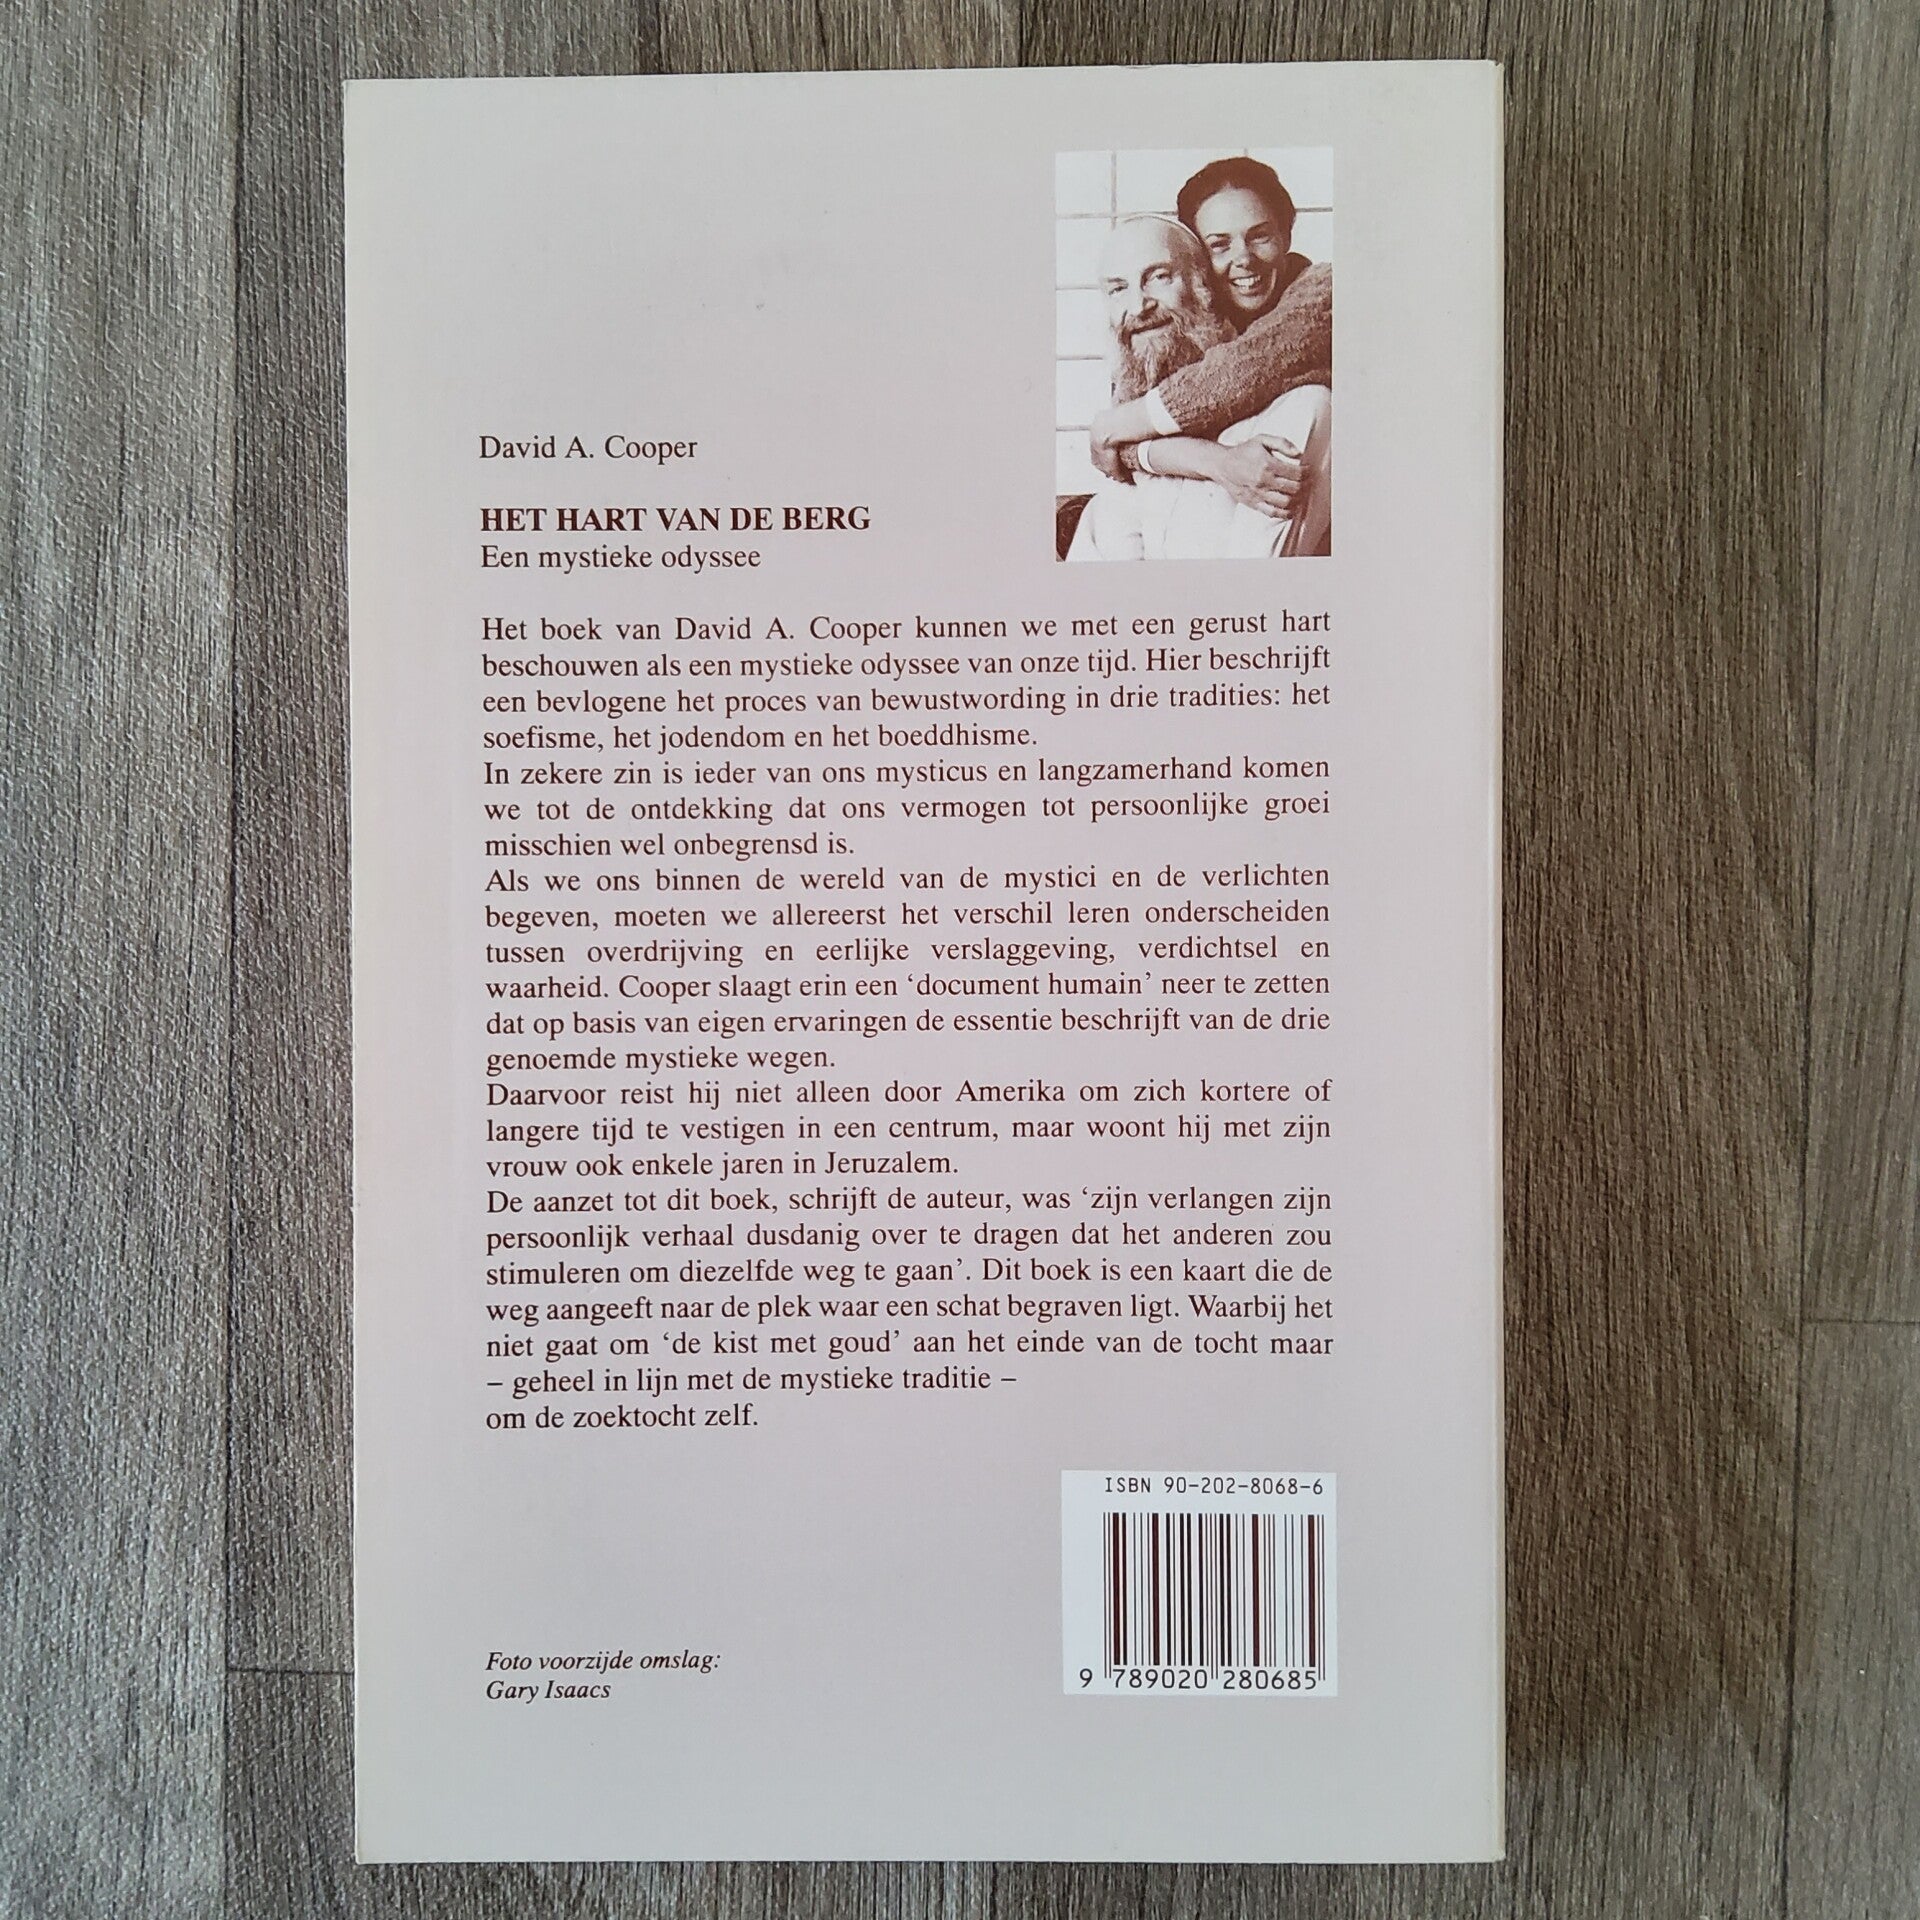 David A. Cooper
HET HART VAN DE BERG
Een mystieke odyssee
Het boek van David A. Cooper kunnen we met een gerust hart
beschouwen als een mystieke odyssee van onze tijd. Hier beschrijft
een bevlogene het proces van bewustwording in drie tradities: het
soefisme, het jodendom en het boeddhisme.
In zekere zin is ieder van ons mysticus en langzamerhand komen
we tot de ontdekking dat ons vermogen tot persoonlijke groei
misschien wel onbegrensd is.
Als we ons binnen de wereld van de mystici en de verlichten
begeven, moeten we allereerst het verschil leren onderscheiden
tussen overdrijving en eerlijke verslaggeving, verdichtsel en
waarheid. Cooper slaagt erin een ‘document humain’ neer te zetten
dat op basis van eigen ervaringen de essentie beschrijft van de drie
genoemde mystieke wegen.
Daarvoor reist hij niet alleen door Amerika om zich kortere of
langere tijd te vestigen in een centrum, maar woont hij met zijn
vrouw ook enkele jaren in Jeruzalem.
De aanzet tot dit boek, schrijft de auteur, was ‘zijn verlangen zijn
persoonlijk verhaal dusdanig over te dragen dat het anderen zou
stimuleren om diezelfde weg te gaan’. Dit boek is een kaart die de
weg aangeeft naar de plek waar een schat begraven ligt. Waarbij het
niet gaat om ‘de kist met goud’ aan het einde van de tocht maar
– geheel in lijn met de mystieke traditie –
om de zoektocht zelf.
ISBN 90-202-8068-6
9 789020 280685
Foto voorzijde omslag:
Gary Isaacs